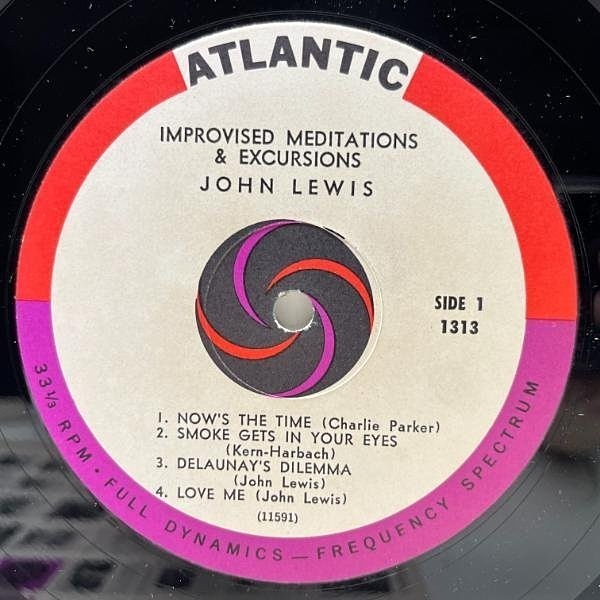 ATLANTIC
IMPROVISED MEDITATIONS
& EXCURSIONS
JOHN LEWIS
SIDE 1
1313
1. NOW'S THE TIME (Charlie Parker)
2. SMOKE GETS IN YOUR EYES
(Kern-Harbach)
3. DELAUNAY'S DILEMMA
(John Lewis)
4. LOVE ME (John Lewis)
(11591)
33 1/3 RPM • FULL DYNAMICS — FREQUENCY SPECTRUM